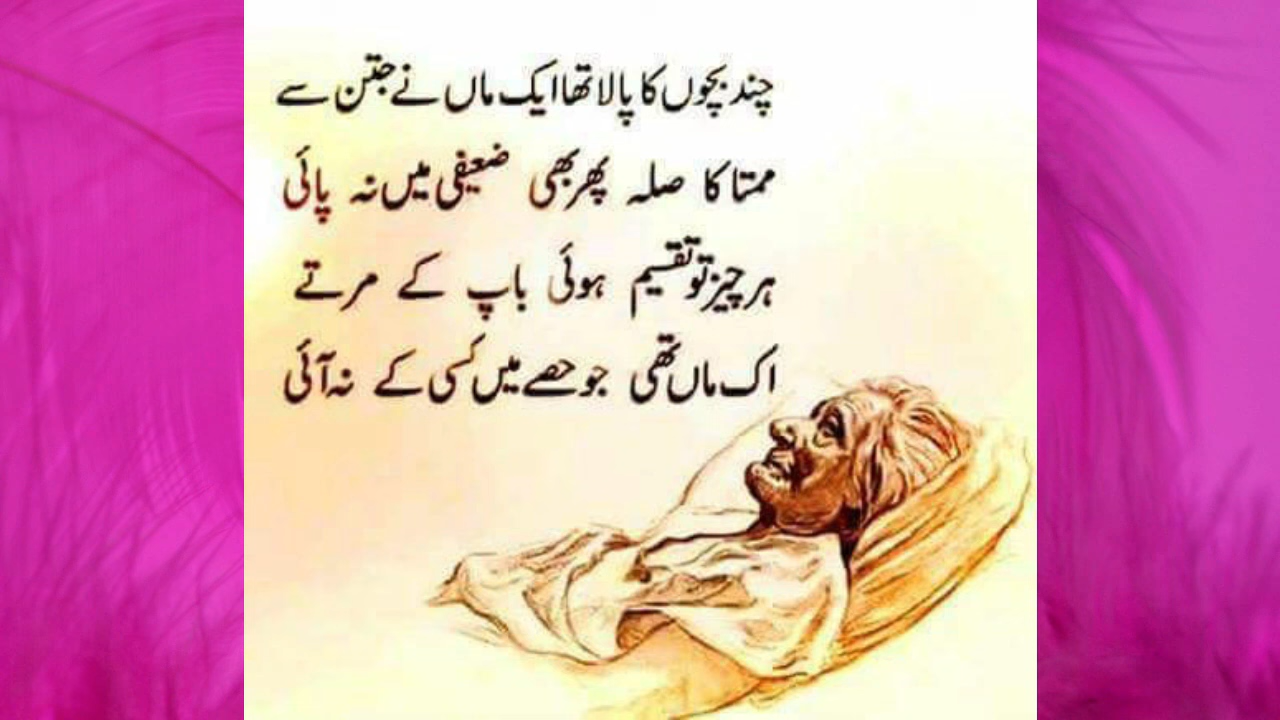 چند بچوں کا پالا تھا ایک ماں نے جتن سے
ممتا کا صلہ پھر بھی ضعیفی میں نہ پائی
ہر چیز تو تقسیم ہوئی باپ کے مرتے
اک ماں تھی جو حصے میں کسی کے نہ آئی